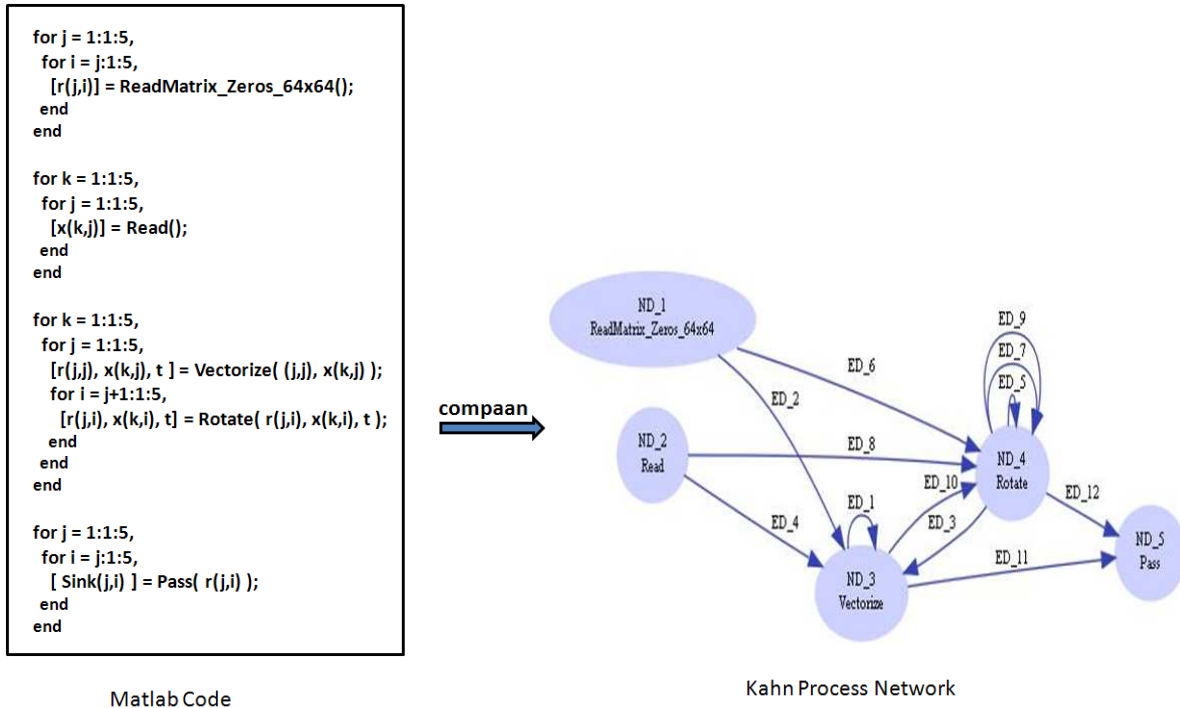 for j = 1:1:5,
for i = j:1:5,
[r(j,i)] = ReadMatrix_Zeros_64x64();
end
end
for k = 1:1:5,
for j = 1:1:5,
[x(k,j)] = Read();
end
end
for k = 1:1:5,
for j = 1:1:5,
[r(j,j), x(k,j), t ] = Vectorize( (j,j), x(k,j) );
for i = j+1:1:5,
[r(j,i), x(k,i), t] = Rotate( r(j,i), x(k,i), t );
end
end
end
for j = 1:1:5,
for i = j:1:5,
[ Sink(j,i) ] = Pass( r(j,i) );
end
end
Matlab Code
compaan
ND_1
ReadMatrix_Zeros_64x64
ED_9
ED_7
ED_5
ED_6
ED_2
ND_2
Read
ED_8
ND_4
Rotate
ED_10
ED_12
ED_1
ED_3
ED_4
ND_5
Pass
ED_11
ND_3
Vectorize
Kahn Process Network